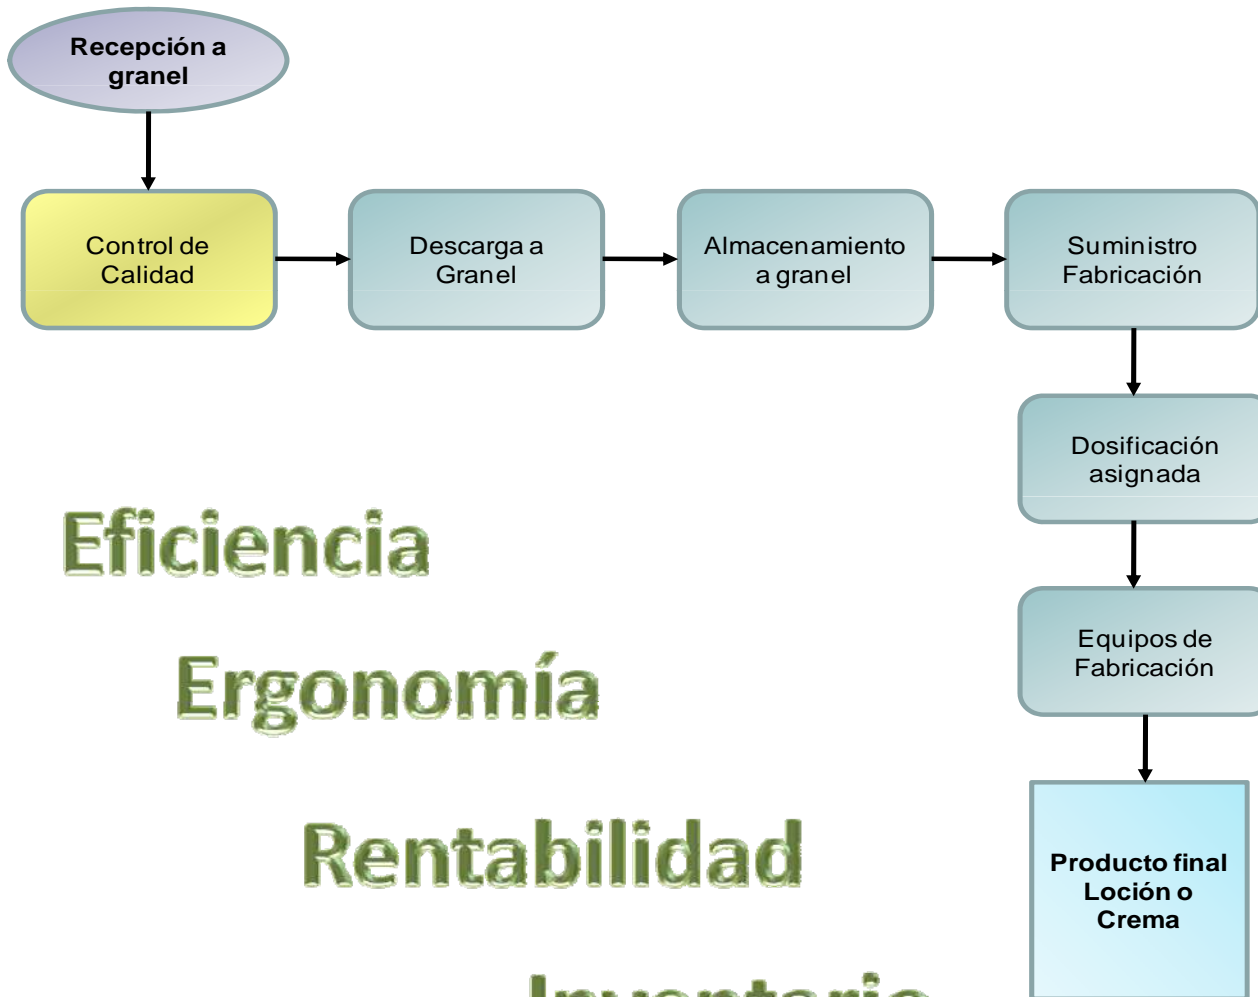 Recepción a
granel
Control de
Calidad
Descarga a
Granel
Almacenamiento
a granel
Suministro
Fabricación
Dosificación
asignada
Equipos de
Fabricación
Producto final
Loción o
Crema
Eficiencia
Ergonomía
Rentabilidad
Inventario